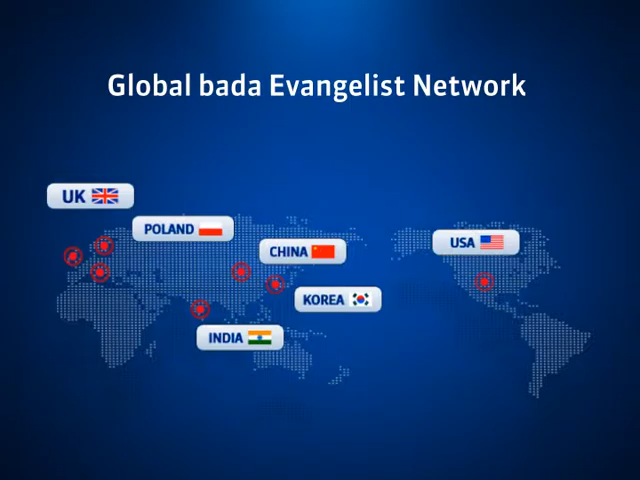 Global bada Evangelist Network
UK
POLAND
CHINA
USA
KOREA
INDIA